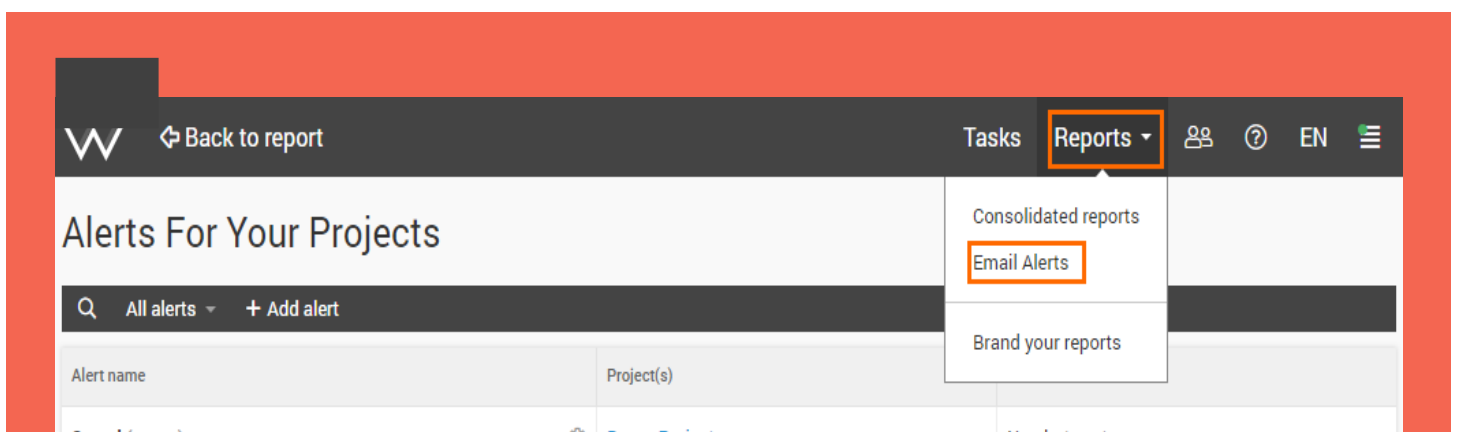 Back to report
Tasks
Reports
EN
Alerts For Your Projects
Consolidated reports
Email Alerts
All alerts
+ Add alert
Brand your reports
Alert name
Project(s)